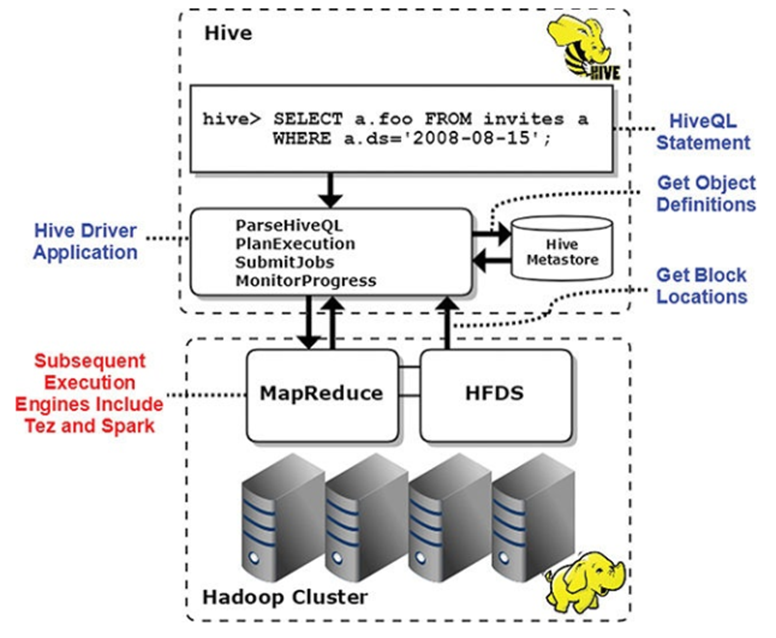 Hive
HIVE
hive> SELECT a.foo FROM invites a
WHERE a.ds='2008-08-15';
HiveQL
Statement
Get Object
Definitions
Hive Driver
Application
ParseHiveQL
PlanExecution
SubmitJobs
MonitorProgress
Hive
Metastore
Get Block
Locations
Subsequent
Execution
Engines Include
Tez and Spark
MapReduce
HFDS
Hadoop Cluster